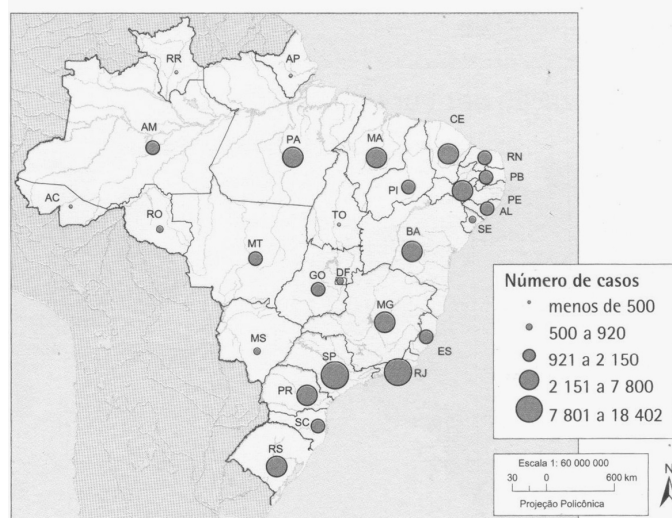 RR
AP
AM
PA
MA
CE
RN
PB
PE
AL
SE
PI
AC
RO
TO
BA
MT
GO
DF
MG
ES
MS
SP
RJ
PR
SC
RS
Número de casos
menos de 500
500 a 920
921 a 2 150
2 151 a 7 800
7 801 a 18 402
Escala 1: 60 000 000
30 0 600 km
Projeção Policônica
N